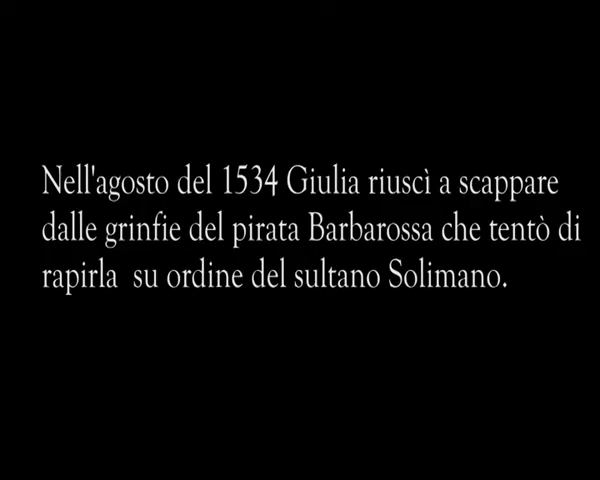 Nell'agosto del 1534 Giulia riuscì a scappare
dalle grinfie del pirata Barbarossa che tentò di
rapirla  su ordine del sultano Solimano.